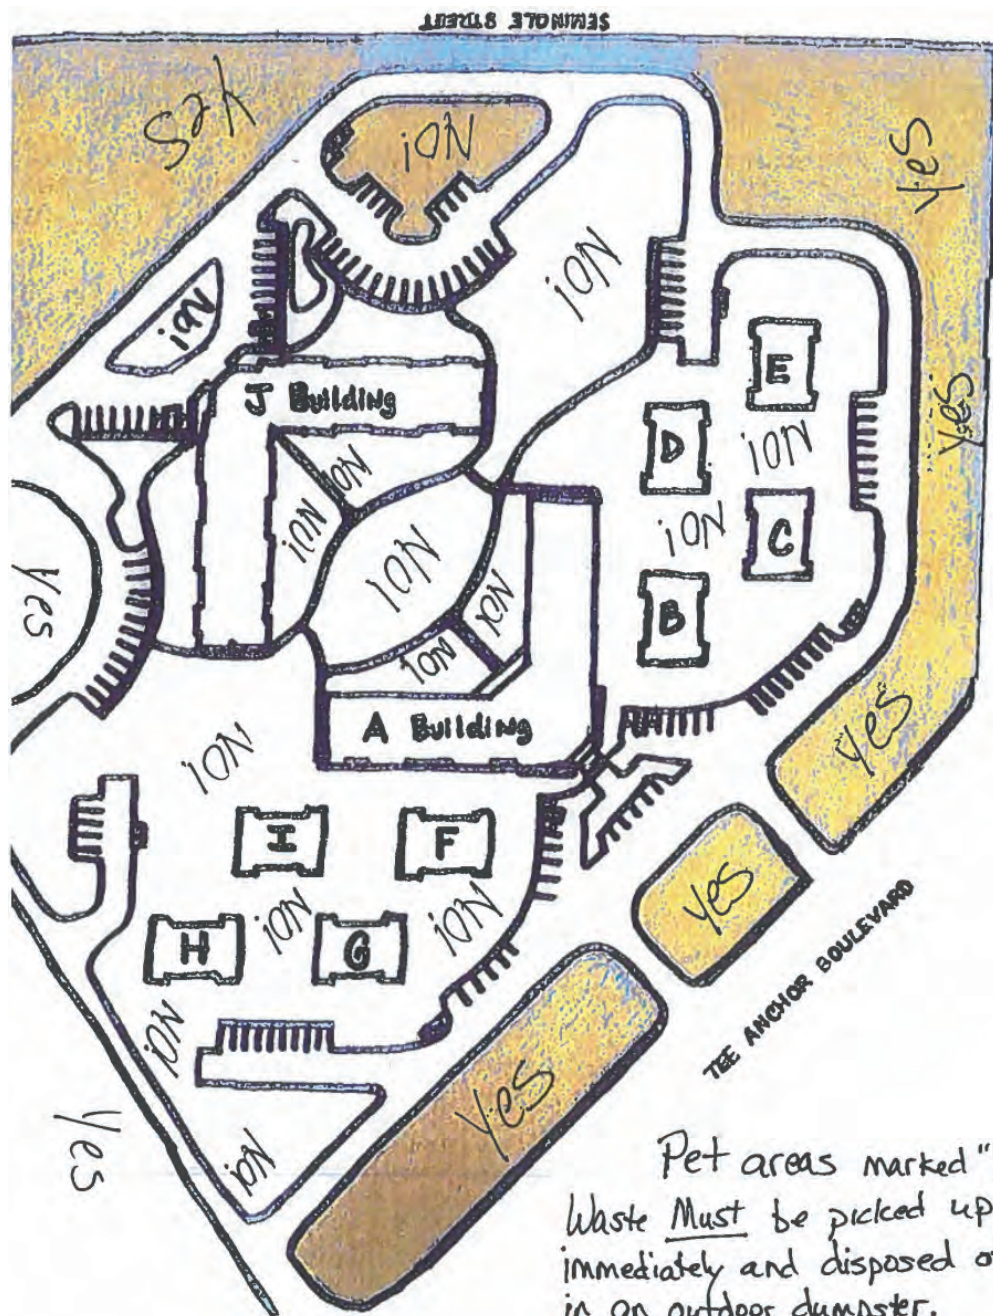 SEMINOLE STREET
Yes
No!
Yes
No!
No!
E
J Building
Yes
D
No!
No!
No!
C
No!
No!
Yes
No!
B
No!
A Building
Yes
No!
I
F
Yes
No!
No!
H
G
TEE ANCHOR BOULEVARD
No!
Yes
Yes
No!
Pet areas marked "
Waste Must be picked up
immediately and disposed o
in an outdoor dumpster.